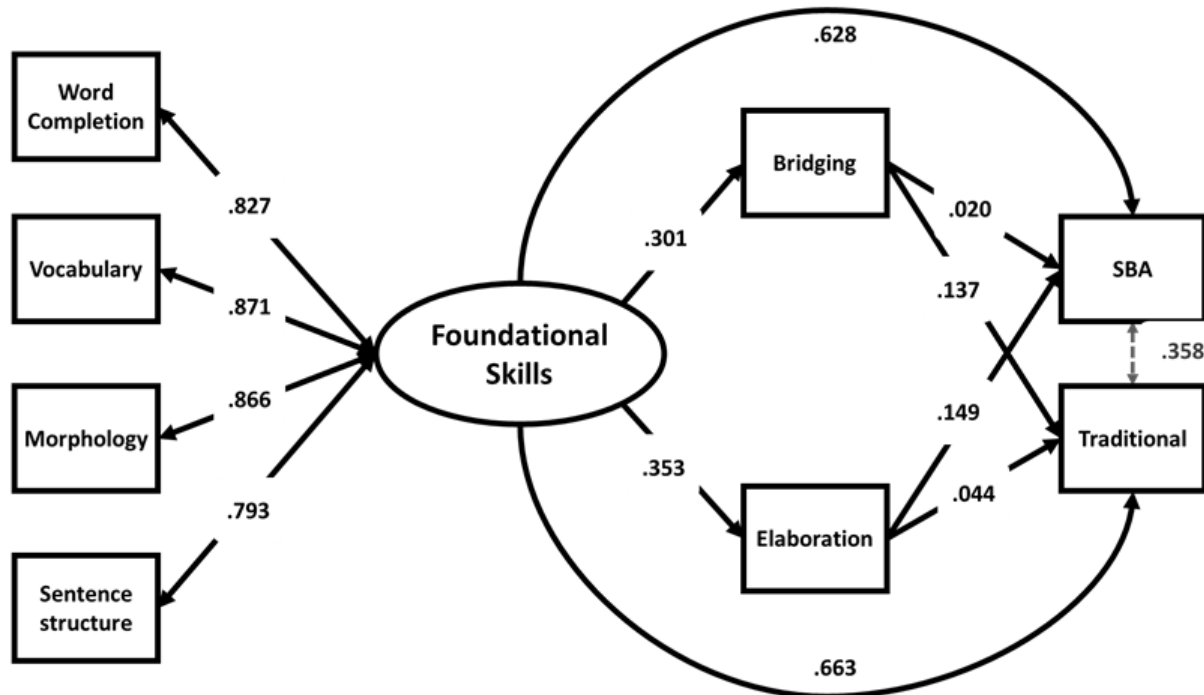 .628
Word
Completion
Bridging
.827
.020
.301
Vocabulary
SBA
.871
.137
Foundational
Skills
.358
.866
.149
Morphology
Traditional
.353
.793
.044
Elaboration
Sentence
structure
.663